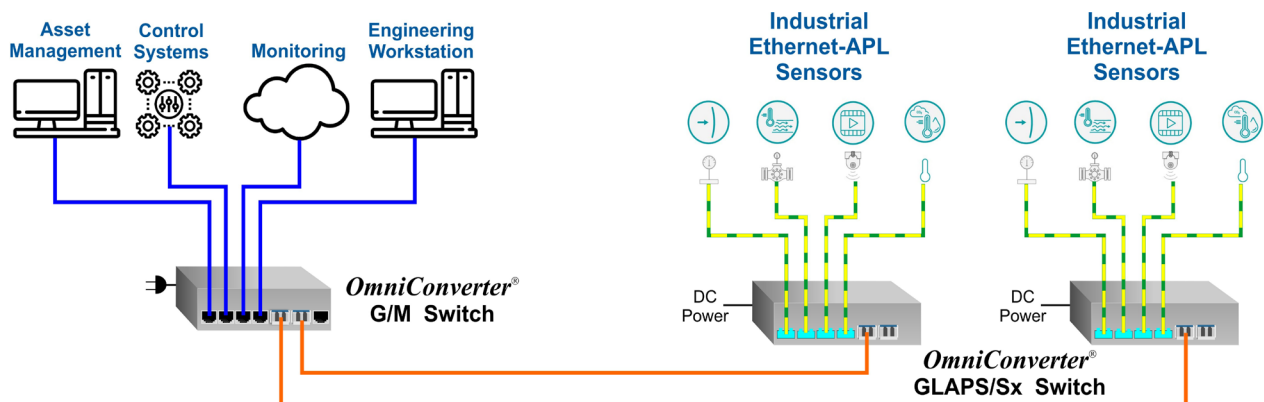 Asset
Management
Control
Systems
Monitoring
Engineering
Workstation
OmniConverter®
G/M Switch
Industrial
Ethernet-APL
Sensors
DC
Power
Industrial
Ethernet-APL
Sensors
DC
Power
OmniConverter®
GLAPS/Sx Switch